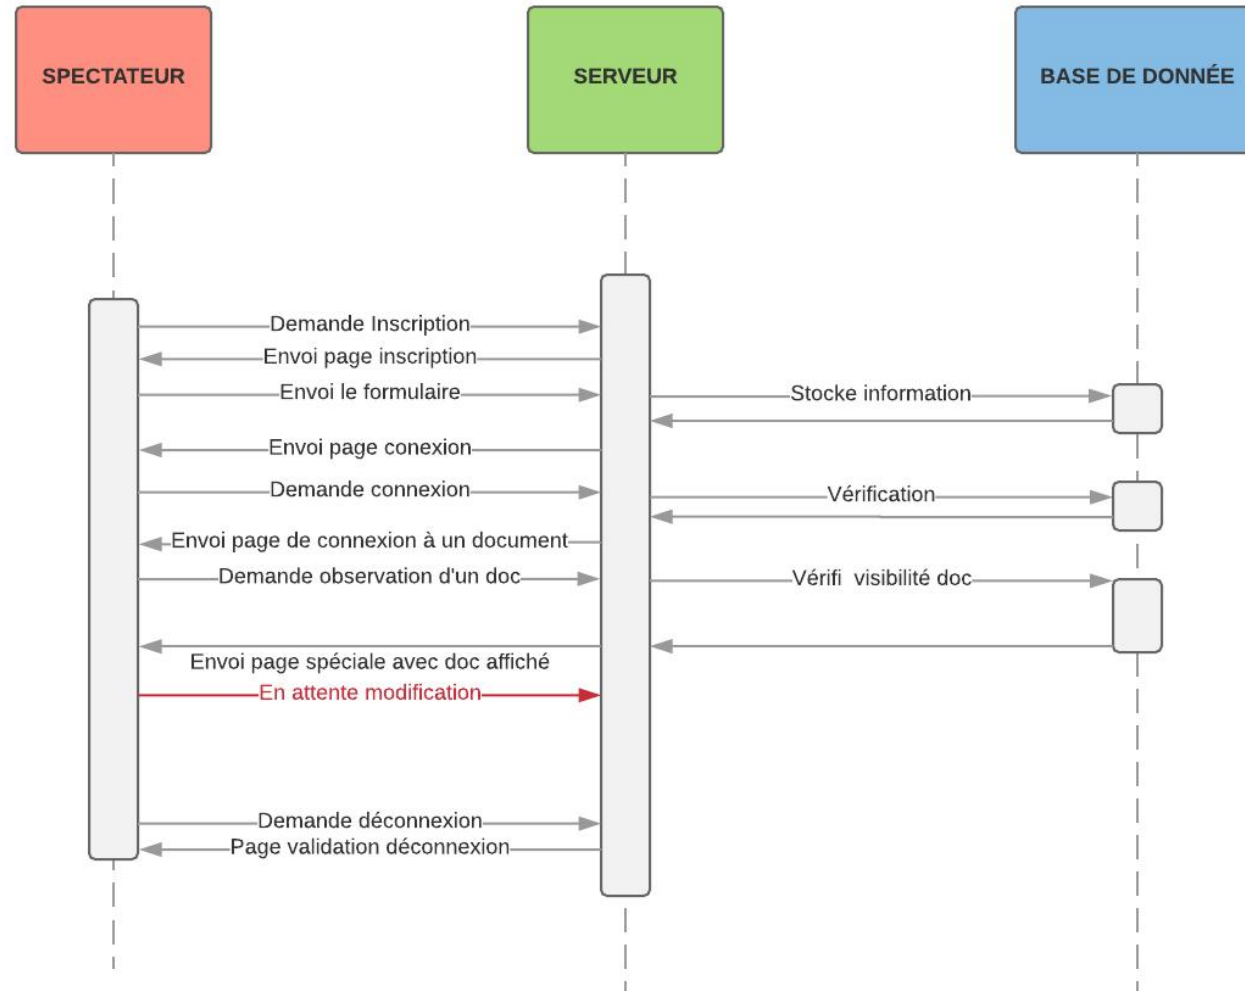 SPECTATEUR
SERVEUR
BASE DE DONNÉE
Demande Inscription
Envoi page inscription
Envoi le formulaire
Stocke information
Envoi page conexion
Demande connexion
Vérification
Envoi page de connexion à un document
Demande observation d'un doc
Vérifi visibilité doc
Envoi page spéciale avec doc affiché
En attente modification
Demande déconnexion
Page validation déconnexion